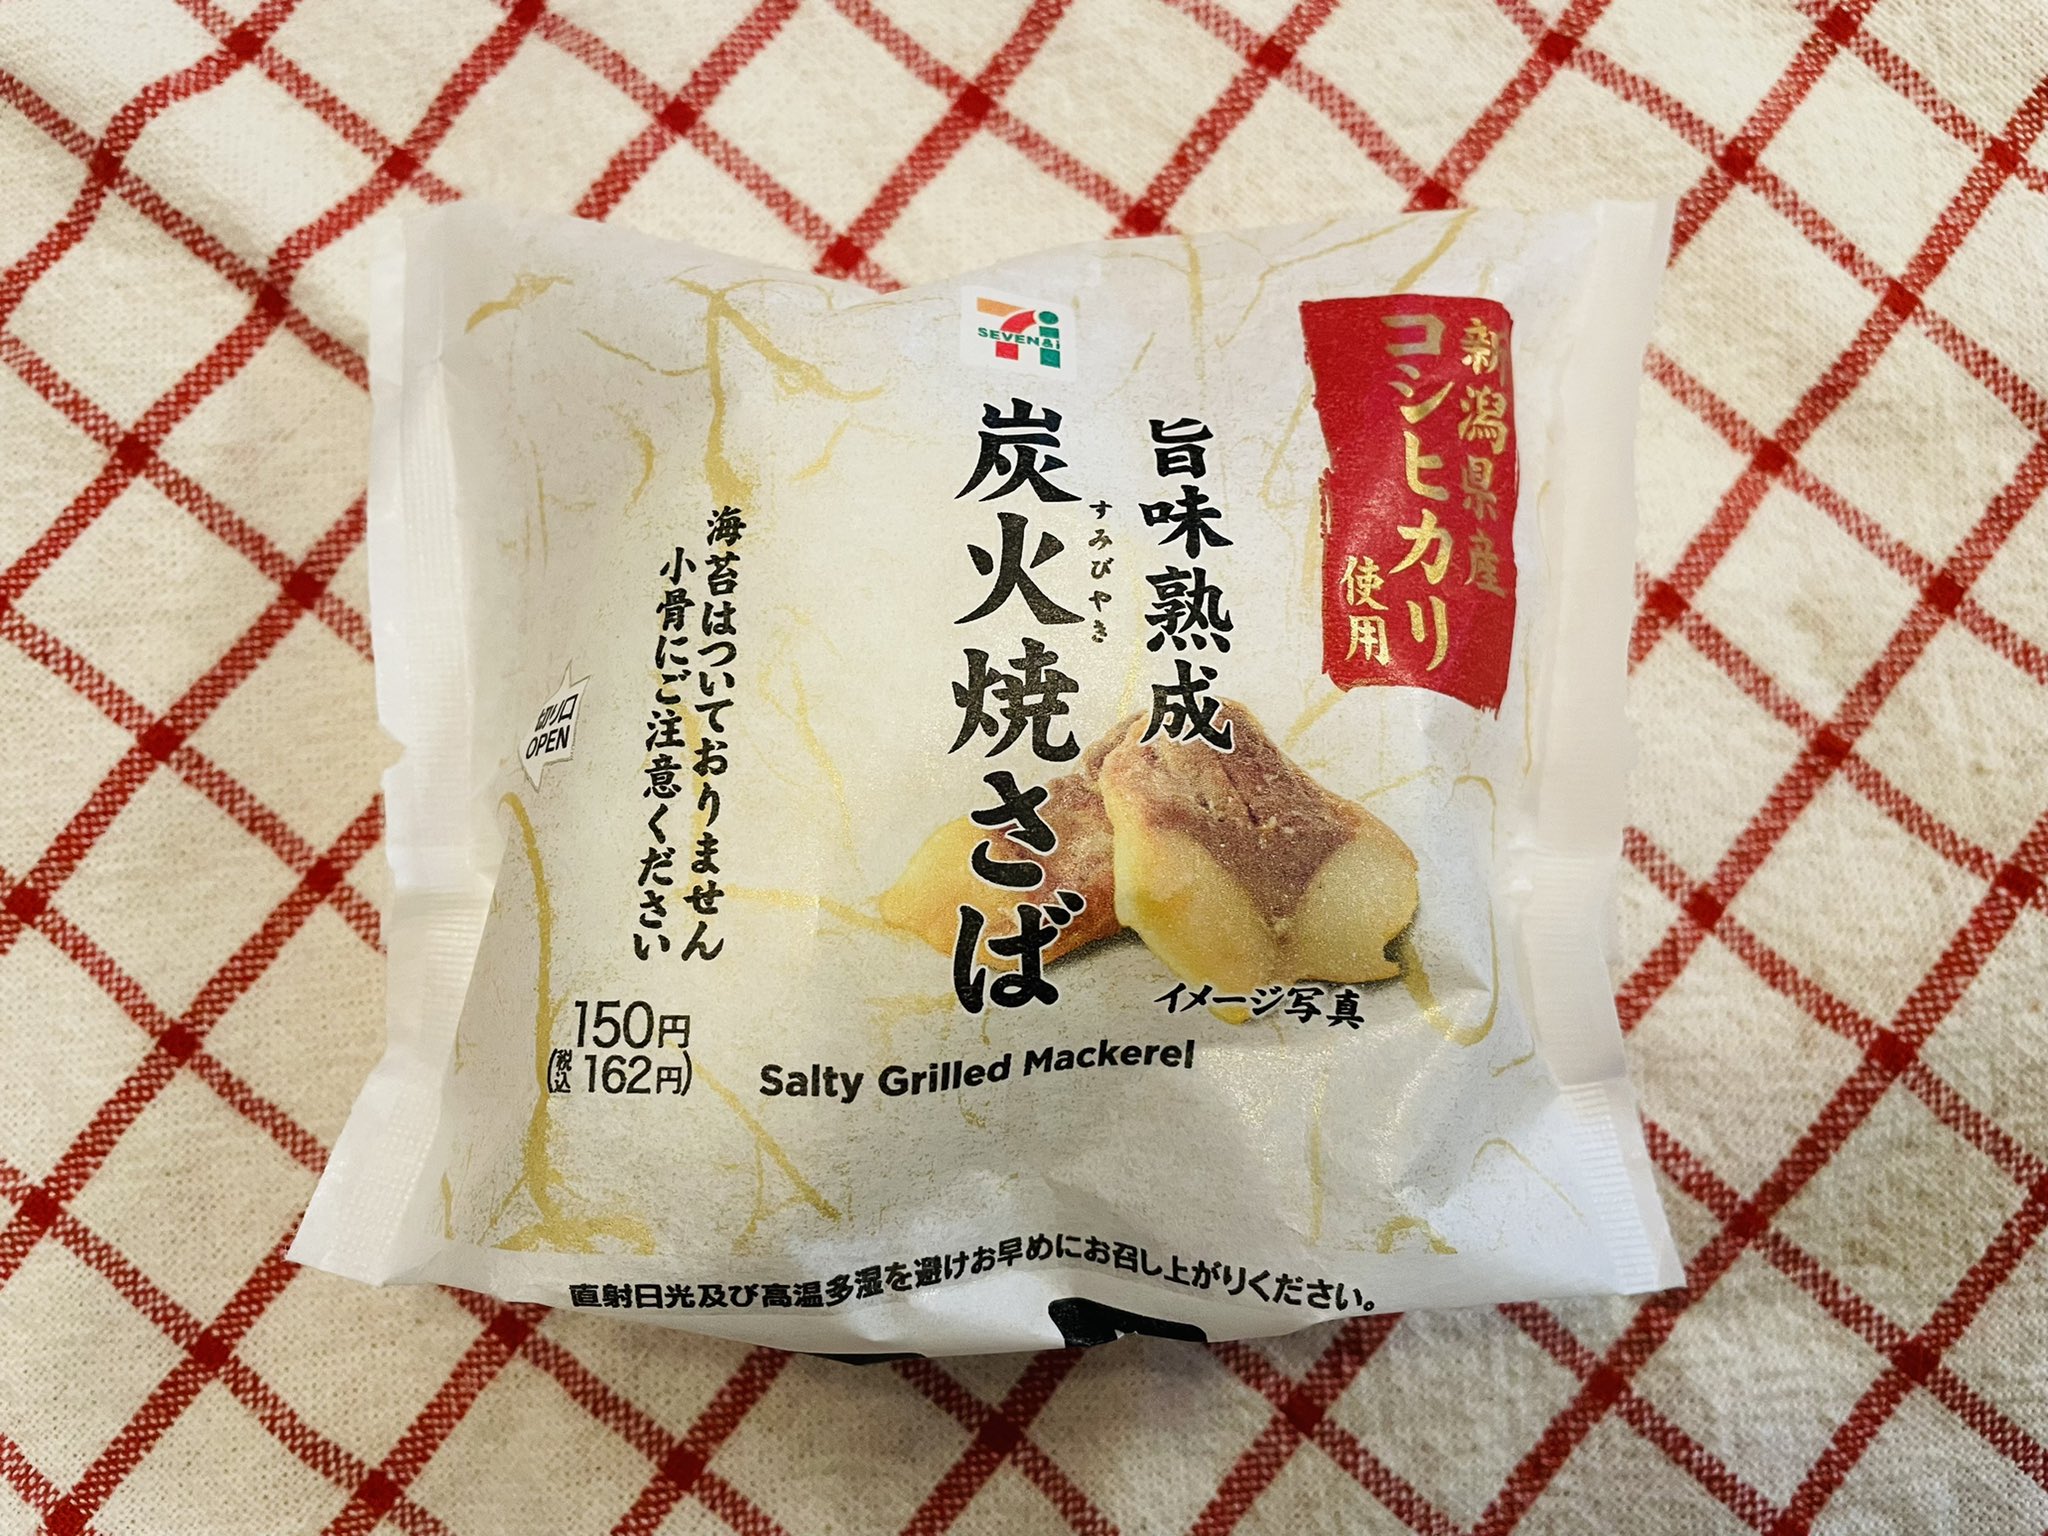 新潟県産
コシヒカリ
使用
SEVEN&i
旨味熟成
すみびやき
炭火焼さば
海苔はついておりません
小骨にご注意ください
切り口
OPEN
イメージ写真
150円
(税込 162円)
Salty Grilled Mackerel
直射日光及び高温多湿を避けお早めにお召し上がりください。